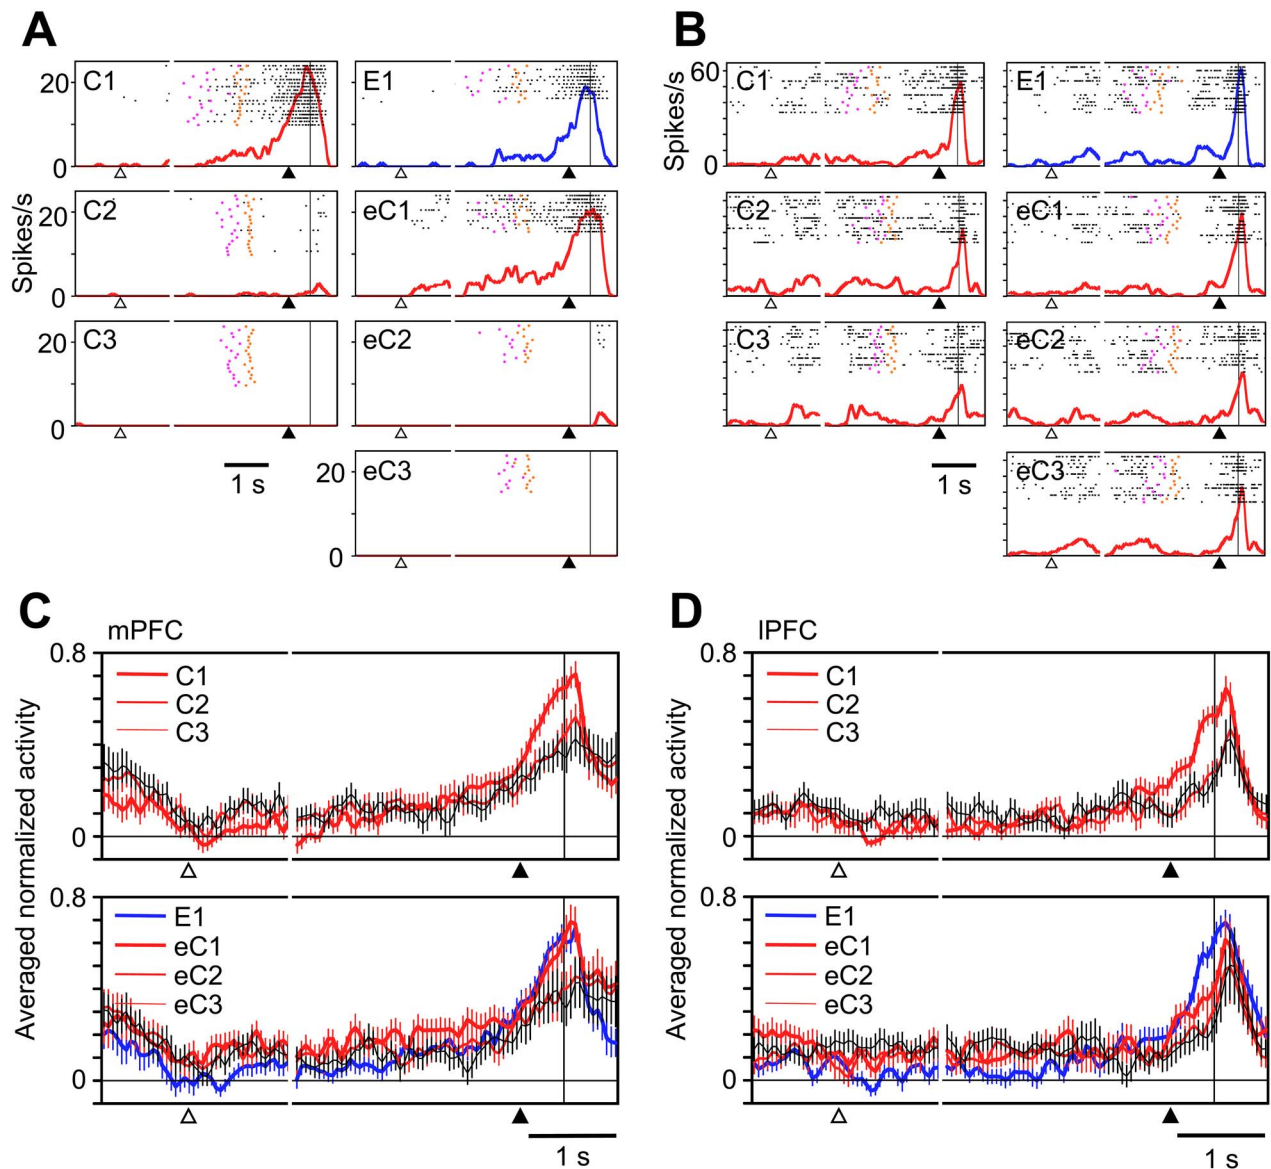 A
B
C1
E1
20
0
C2
eC1
20
0
Spikes/s
C3
eC2
20
0
1 s
eC3
20
0
C1
E1
60
0
Spikes/s
C2
eC1
C3
eC2
1 s
eC3
C
mPFC
0.8
C1
C2
C3
0
Averaged normalized activity
0.8
E1
eC1
eC2
eC3
0
Averaged normalized activity
1 s
D
lPFC
0.8
C1
C2
C3
0
Averaged normalized activity
0.8
E1
eC1
eC2
eC3
0
Averaged normalized activity
1 s